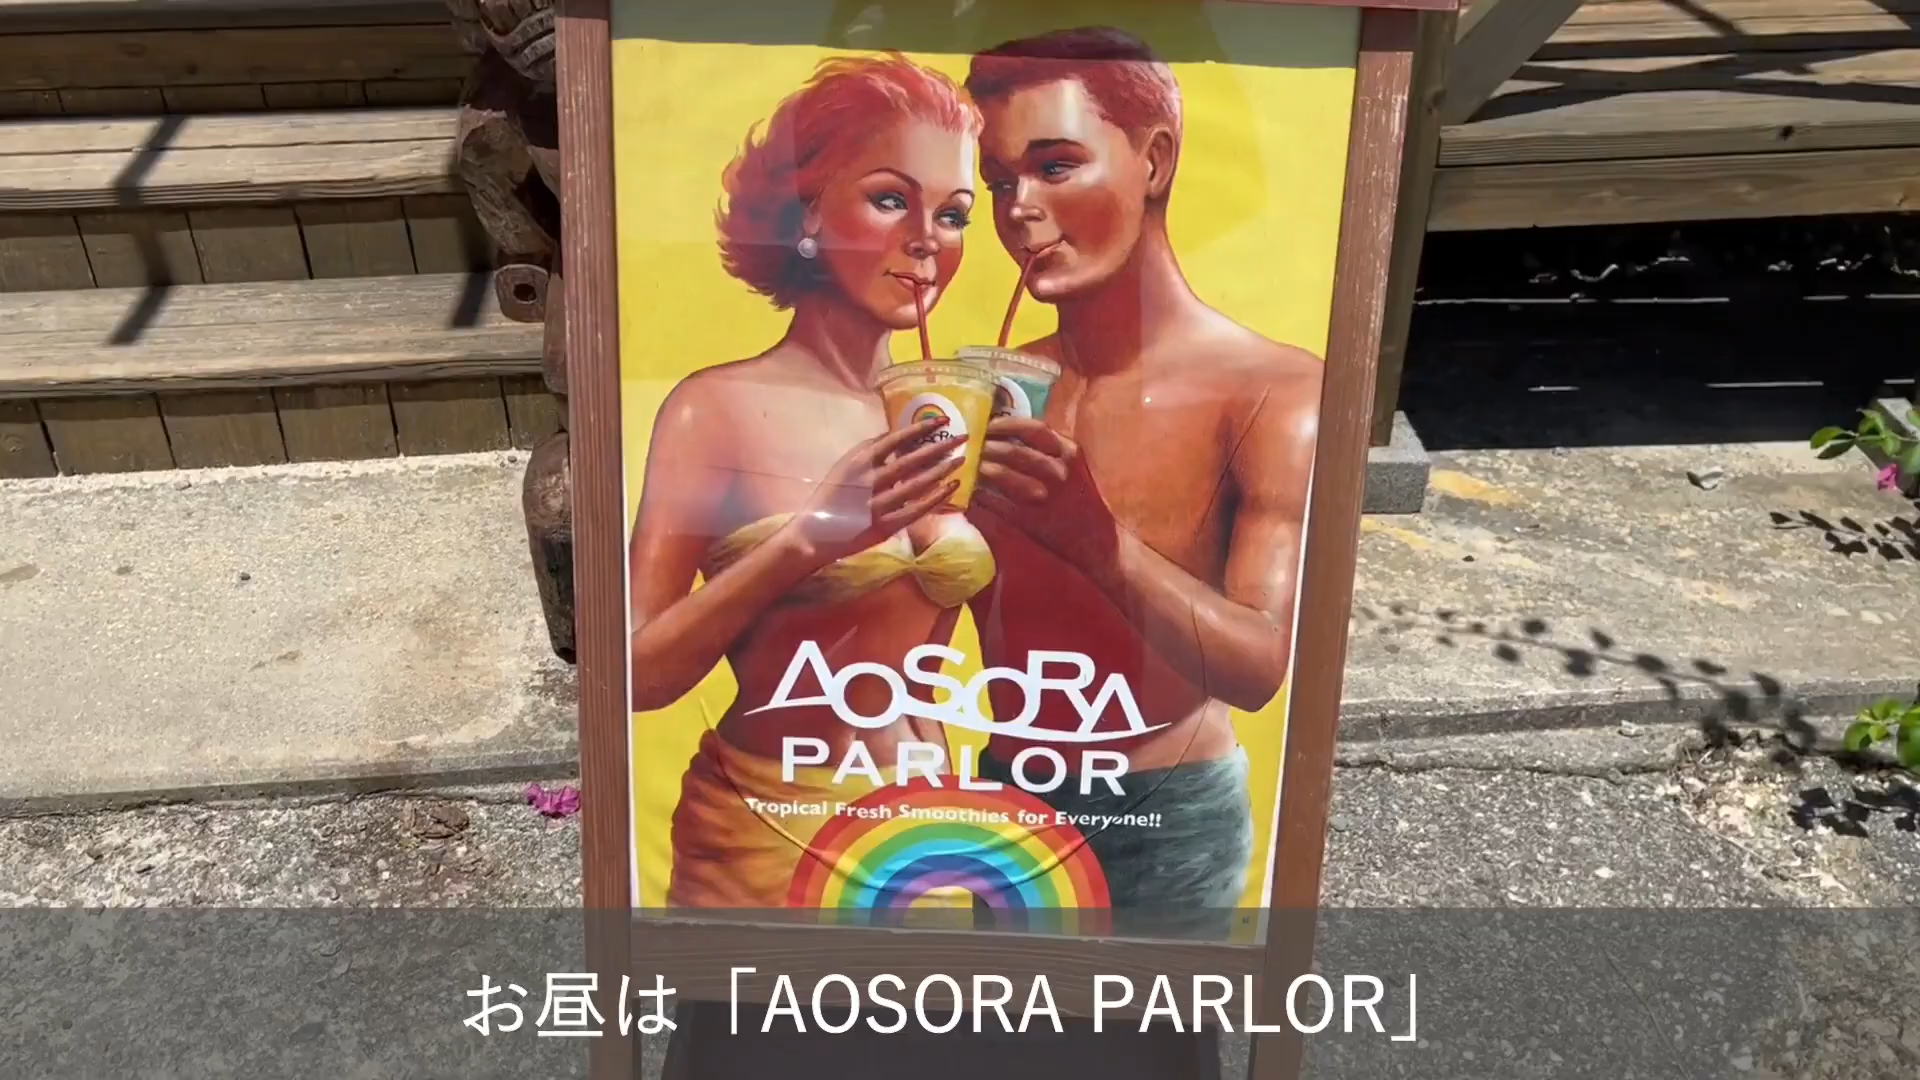 AOSORA
PARLOR
Tropical Fresh Smoothies for Everyone!!
お昼は「AOSORA PARLOR」